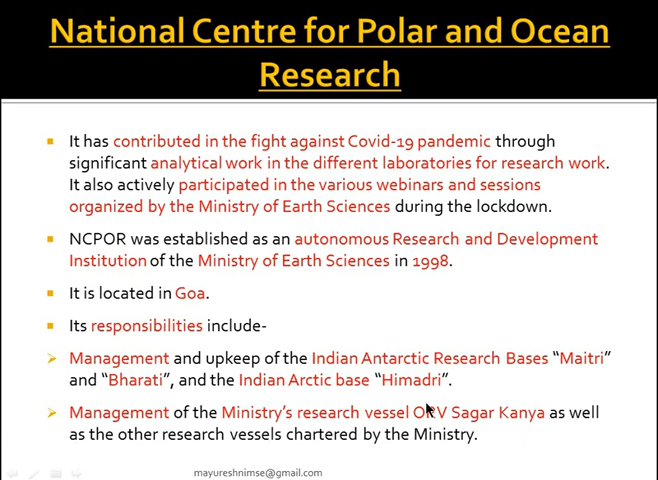 National Centre for Polar and Ocean
Research
It has contributed in the fight against Covid-19 pandemic through
significant analytical work in the different laboratories for research work.
It also actively participated in the various webinars and sessions
organized by the Ministry of Earth Sciences during the lockdown.
NCPOR was established as an autonomous Research and Development
Institution of the Ministry of Earth Sciences in 1998.
It is located in Goa.
Its responsibilities include-
Management and upkeep of the Indian Antarctic Research Bases "Maitri"
and "Bharati", and the Indian Arctic base "Himadri".
Management of the Ministry's research vessel ORV Sagar Kanya as well
as the other research vessels chartered by the Ministry.
mayureshnimse@gmail.com